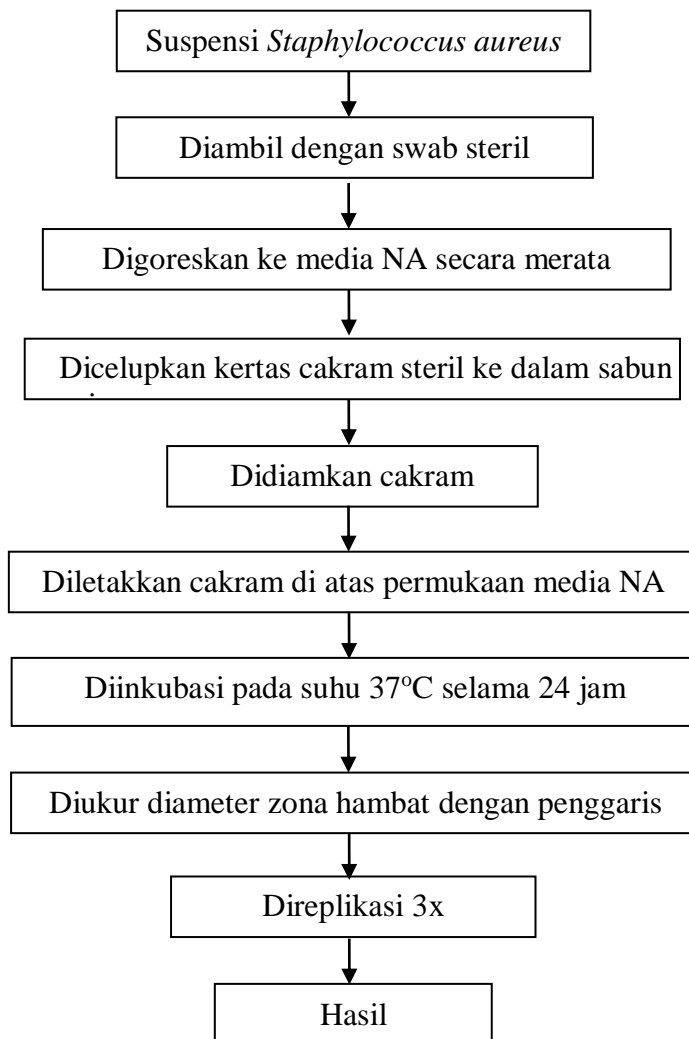 Suspensi Staphylococcus aureus
Diambil dengan swab steril
Digoreskan ke media NA secara merata
Dicelupkan kertas cakram steril ke dalam sabun
Didiamkan cakram
Diletakkan cakram di atas permukaan media NA
Diinkubasi pada suhu 37°C selama 24 jam
Diukur diameter zona hambat dengan penggaris
Direplikasi 3x
Hasil